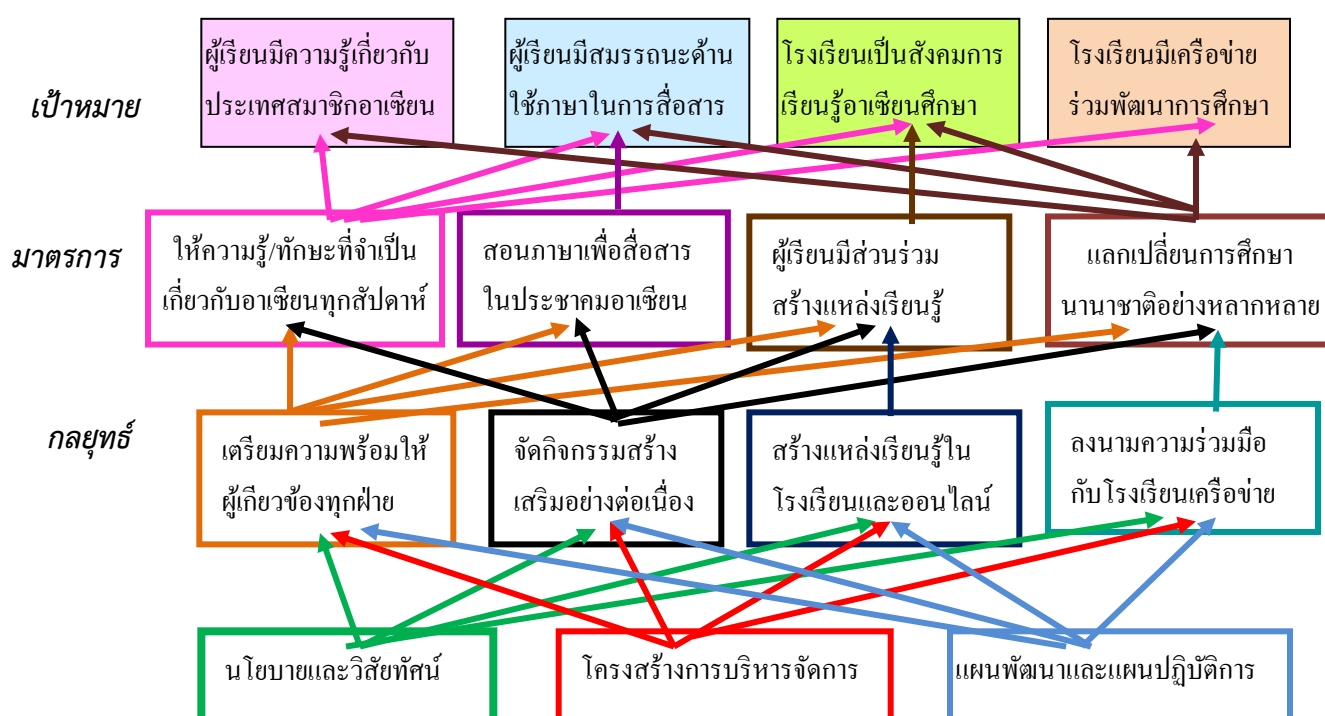 เป้าหมาย
ผู้เรียนมีความรู้เกี่ยวกับ
ประเทศสมาชิกอาเซียน
ผู้เรียนมีสมรรถนะด้าน
ใช้ภาษาในการสื่อสาร
โรงเรียนเป็นสังคมการ
เรียนรู้อาเซียนศึกษา
โรงเรียนมีเครือข่าย
ร่วมพัฒนาการศึกษา
มาตรการ
ให้ความรู้/ทักษะที่จำเป็น
เกี่ยวกับอาเซียนทุกสัปดาห์
สอนภาษาเพื่อสื่อสาร
ในประชาคมอาเซียน
ผู้เรียนมีส่วนร่วม
สร้างแหล่งเรียนรู้
แลกเปลี่ยนการศึกษา
นานาชาติอย่างหลากหลาย
กลยุทธ์
เตรียมความพร้อมให้
ผู้เกียวข้องทุกฝ่าย
จัดกิจกรรมสร้าง
เสริมอย่างต่อเนื่อง
สร้างแหล่งเรียนรู้ใน
โรงเรียนและออนไลน์
ลงนามความร่วมมือ
กับโรงเรียนเครือข่าย
นโยบายและวิสัยทัศน์
โครงสร้างการบริหารจัดการ
แผนพัฒนาและแผนปฏิบัติการ